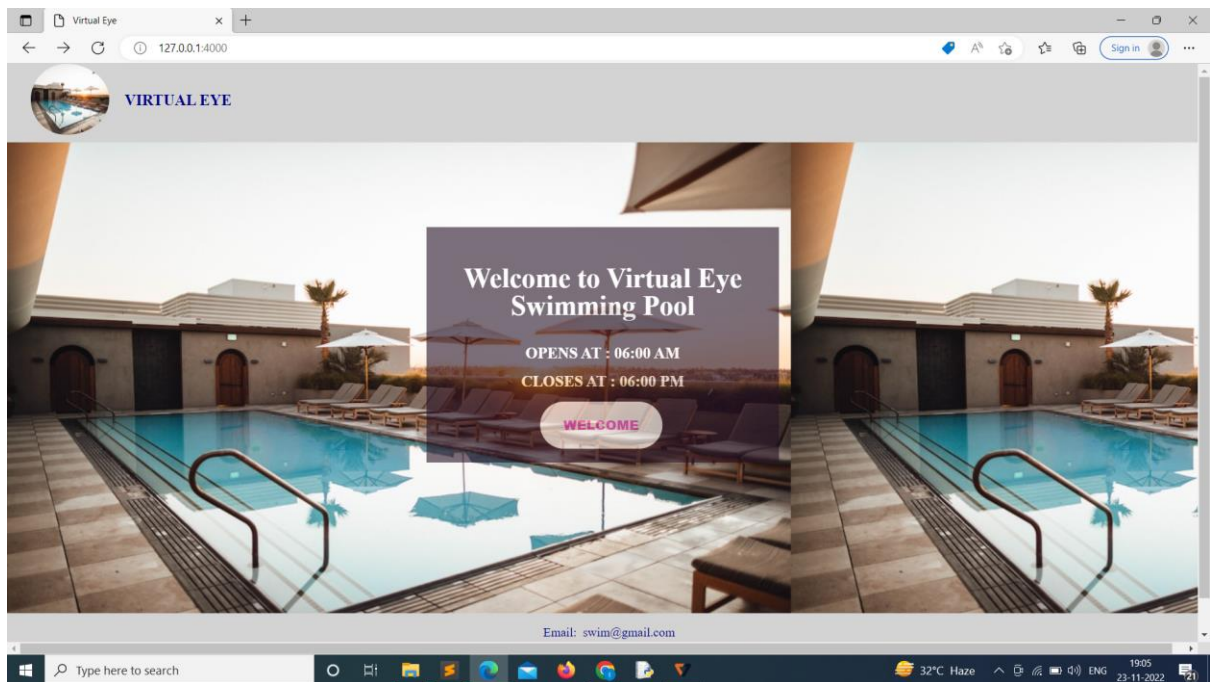 Virtual Eye
127.0.0.1:4000
Sign in
VIRTUAL EYE
Welcome to Virtual Eye
Swimming Pool
OPENS AT : 06:00 AM
CLOSES AT : 06:00 PM
WELCOME
Email: swim@gmail.com
Type here to search
32°C Haze
ENG
19:05
23-11-2022
21